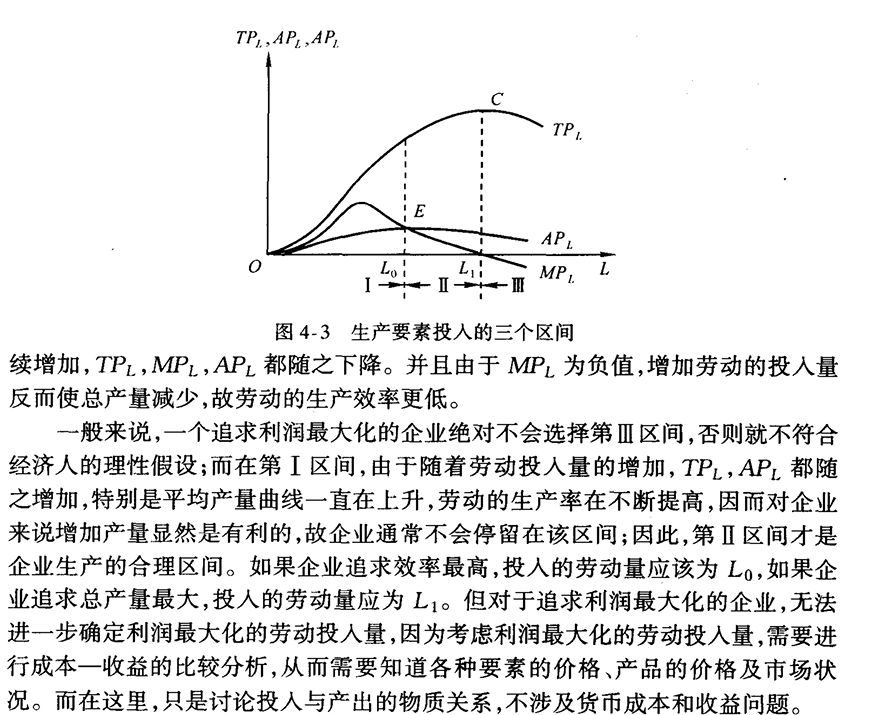 TP_L,AP_L,AP_L
C
TP_L
E
AP_L
O
L_0
L_1
MP_L
L
Ⅰ
Ⅱ
Ⅲ
图 4-3 生产要素投入的三个区间
续增加,TP_L,MP_L,AP_L 都随之下降。并且由于 MP_L 为负值,增加劳动的投入量
反而使总产量减少,故劳动的生产效率更低。
一般来说,一个追求利润最大化的企业绝对不会选择第Ⅲ区间,否则就不符合
经济人的理性假设;而在第Ⅰ区间,由于随着劳动投入量的增加,TP_L,AP_L 都随
之增加,特别是平均产量曲线一直在上升,劳动的生产率在不断提高,因而对企业
来说增加产量显然是有利的,故企业通常不会停留在该区间;因此,第Ⅱ区间才是
企业生产的合理区间。如果企业追求效率最高,投入的劳动量应该为 L_0,如果企
业追求总产量最大,投入的劳动量应为 L_1。但对于追求利润最大化的企业,无法
进一步确定利润最大化的劳动投入量,因为考虑利润最大化的劳动投入量,需要进
行成本—收益的比较分析,从而需要知道各种要素的价格、产品的价格及市场状
况。而在这里,只是讨论投入与产出的物质关系,不涉及货币成本和收益问题。